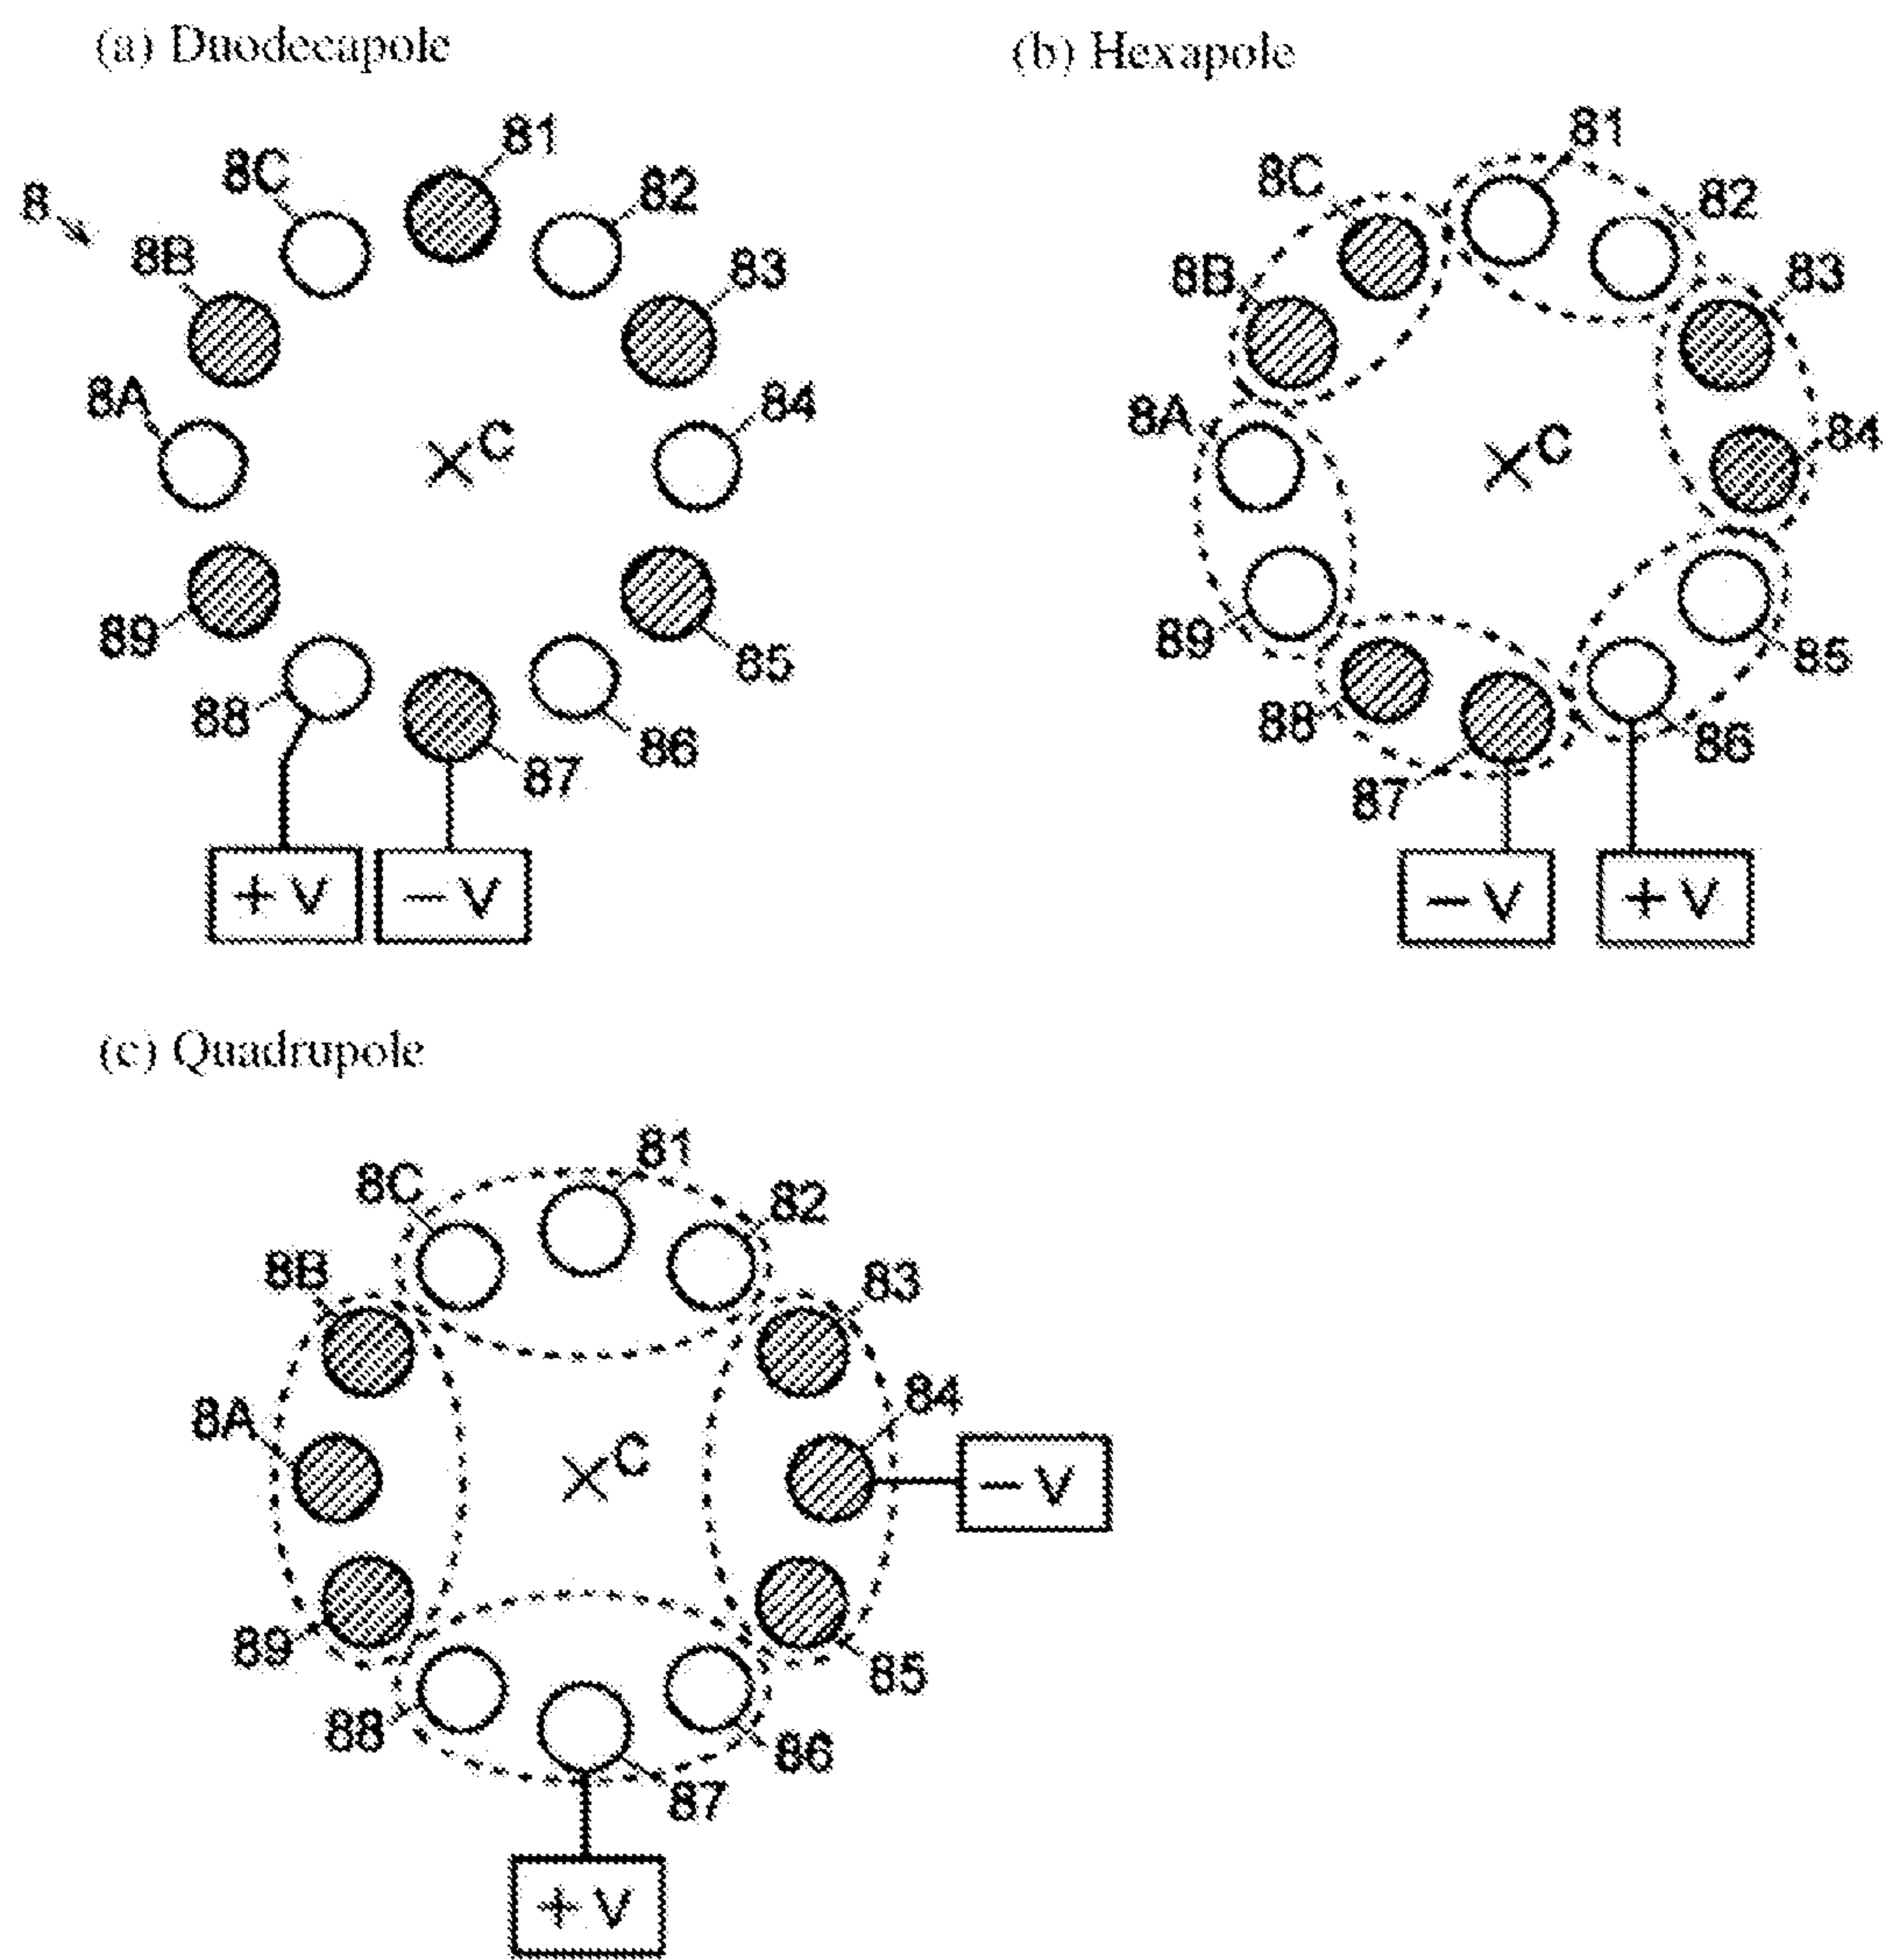 (a) Duodecapole
(b) Hexapole
8
81
82
83
84
85
86
87
88
89
8A
8B
8C
C
+V
−V
81
82
83
84
85
86
87
88
89
8A
8B
8C
C
−V
+V
(c) Quadrupole
81
82
83
84
85
86
87
88
89
8A
8B
8C
C
−V
+V